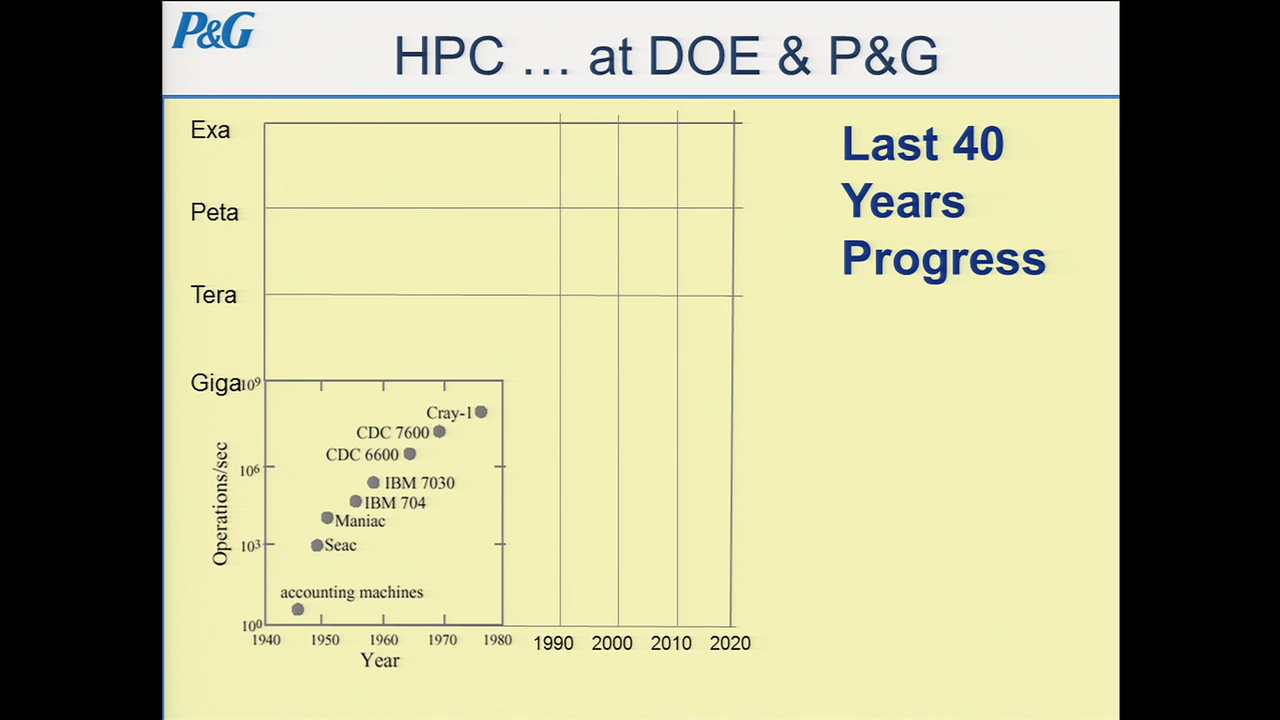 P&G
HPC … at DOE & P&G
Last 40
Years
Progress
Exa
Peta
Tera
Giga
10⁹
10⁶
10³
10⁰
Operations/sec
Cray-1
CDC 7600
CDC 6600
IBM 7030
IBM 704
Maniac
Seac
accounting machines
1940 1950 1960 1970 1980 1990 2000 2010 2020
Year